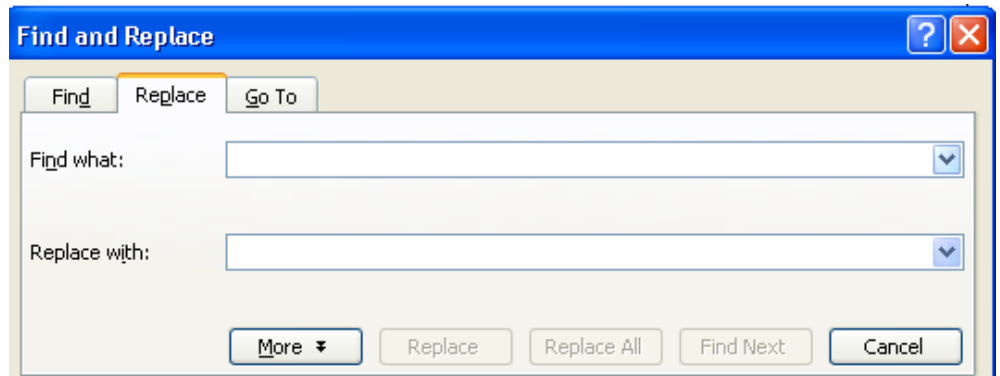 Find and Replace
Find Replace Go To
Find what:
Replace with:
More Replace Replace All Find Next Cancel